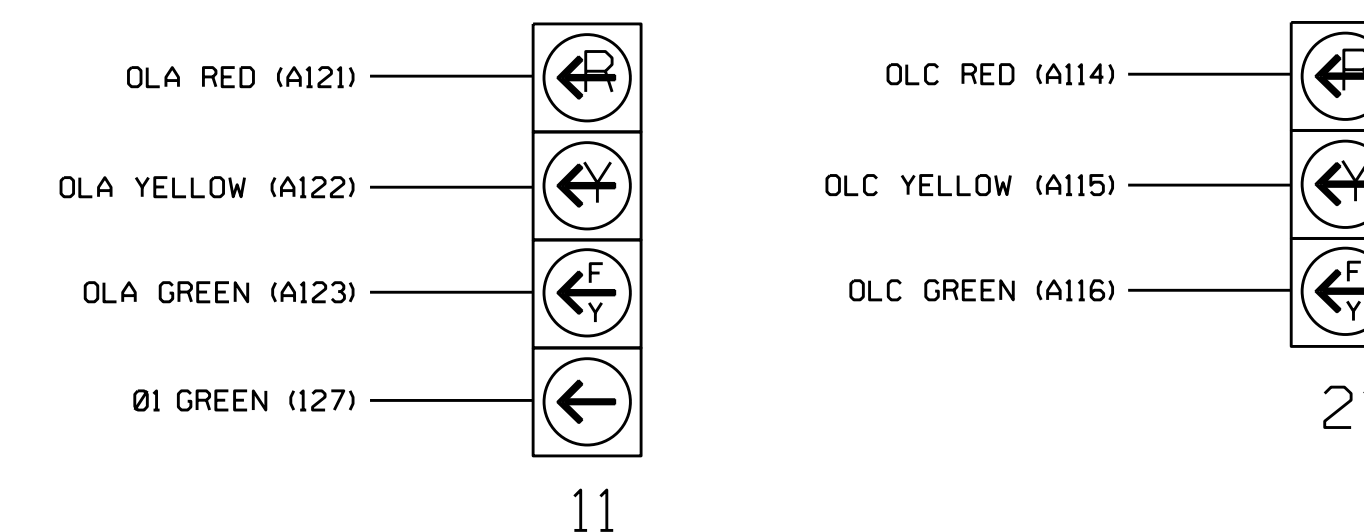 OLA RED (A121)
R
OLA YELLOW (A122)
Y
OLA GREEN (A123)
F
Y
Ø1 GREEN (127)
11
OLC RED (A114)
R
OLC YELLOW (A115)
Y
OLC GREEN (A116)
F
Y
2